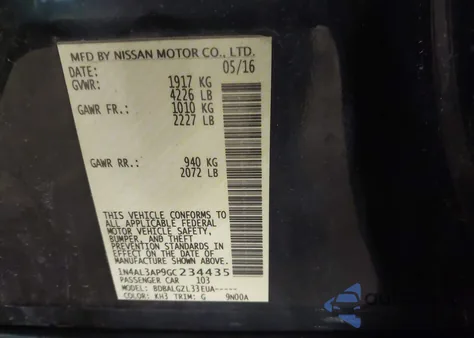 MFD BY NISSAN MOTOR CO., LTD.
DATE: 05/16
GVWR: 1917 KG
4226 LB
GAWR FR.: 1010 KG
2227 LB
GAWR RR.: 940 KG
2072 LB
THIS VEHICLE CONFORMS TO
ALL APPLICABLE FEDERAL
MOTOR VEHICLE SAFETY,
BUMPER, AND THEFT
PREVENTION STANDARDS IN
EFFECT ON THE DATE OF
MANUFACTURE SHOWN ABOVE.
1N4AL3AP9GC234435
PASSENGER CAR 103
MODEL: BDBALGZL33EUA-----
COLOR: KH3 TRIM: G 9N00A